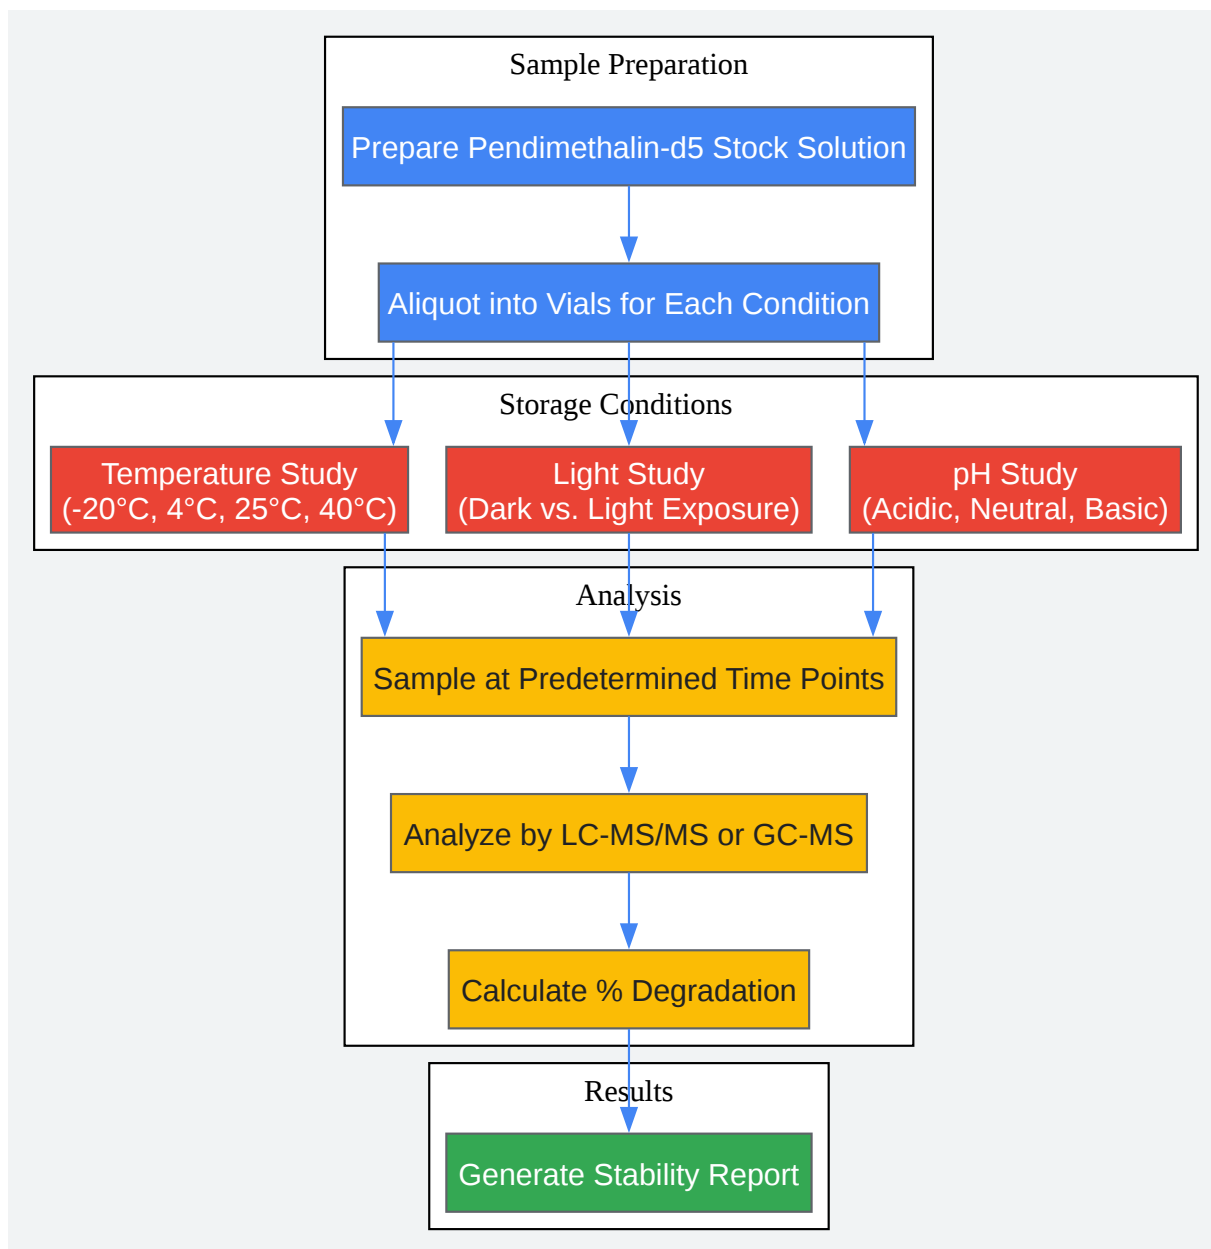 Sample Preparation
Prepare Pendimethalin-d5 Stock Solution
Aliquot into Vials for Each Condition
Storage Conditions
Temperature Study
(-20°C, 4°C, 25°C, 40°C)
Light Study
(Dark vs. Light Exposure)
pH Study
(Acidic, Neutral, Basic)
Analysis
Sample at Predetermined Time Points
Analyze by LC-MS/MS or GC-MS
Calculate % Degradation
Results
Generate Stability Report